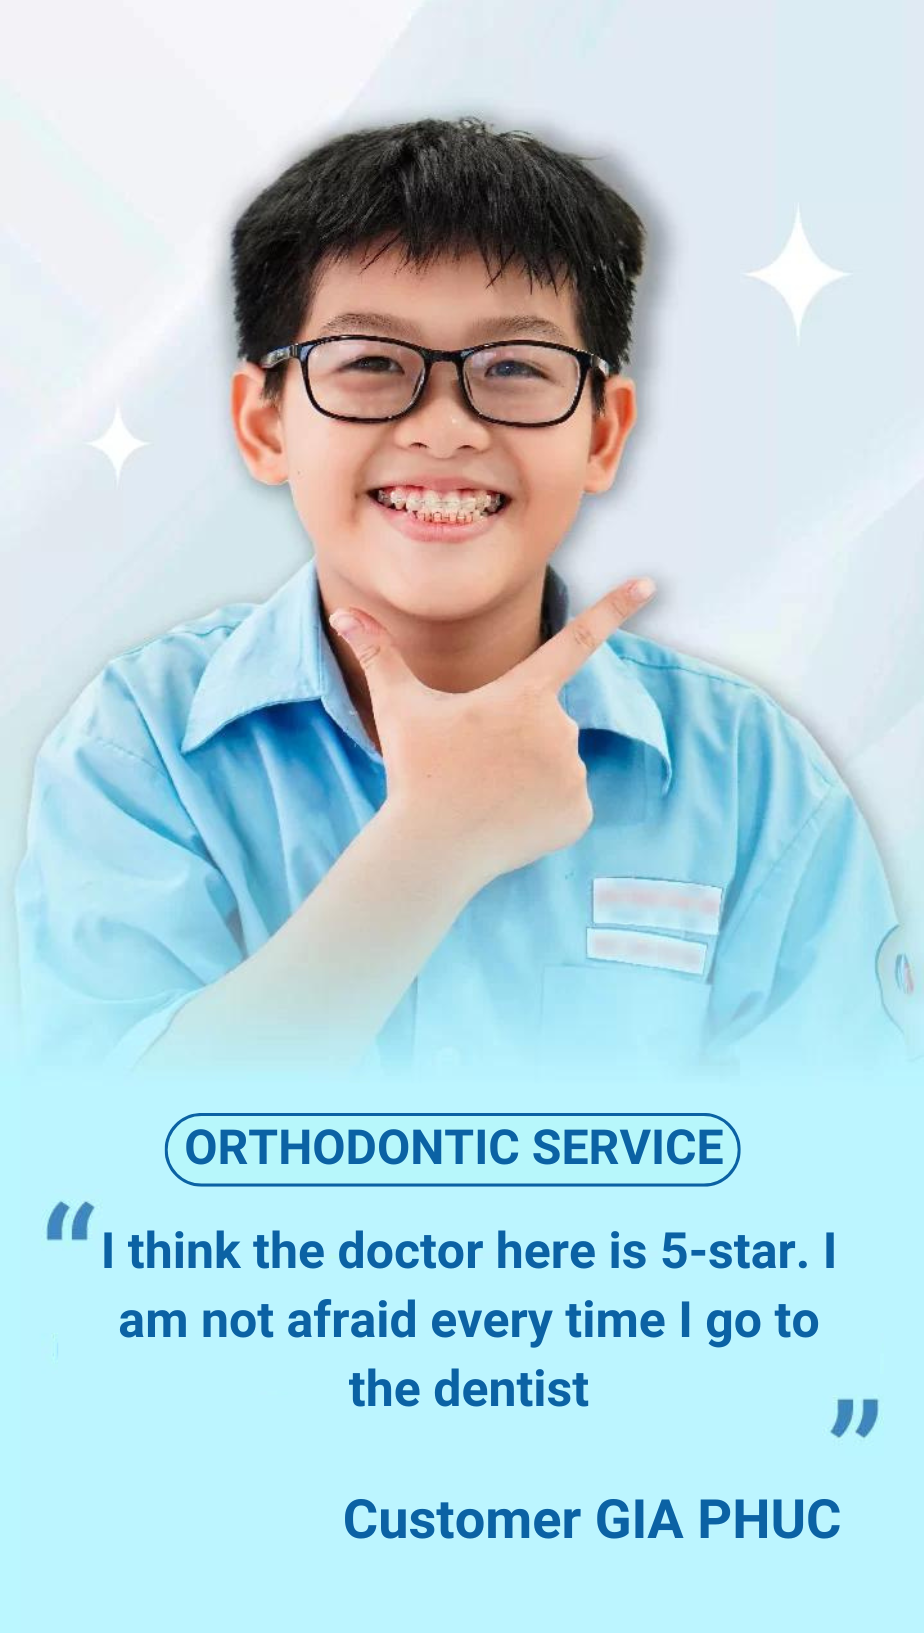 ORTHODONTIC SERVICE
“I think the doctor here is 5-star. I
am not afraid every time I go to
the dentist
”
Customer GIA PHUC